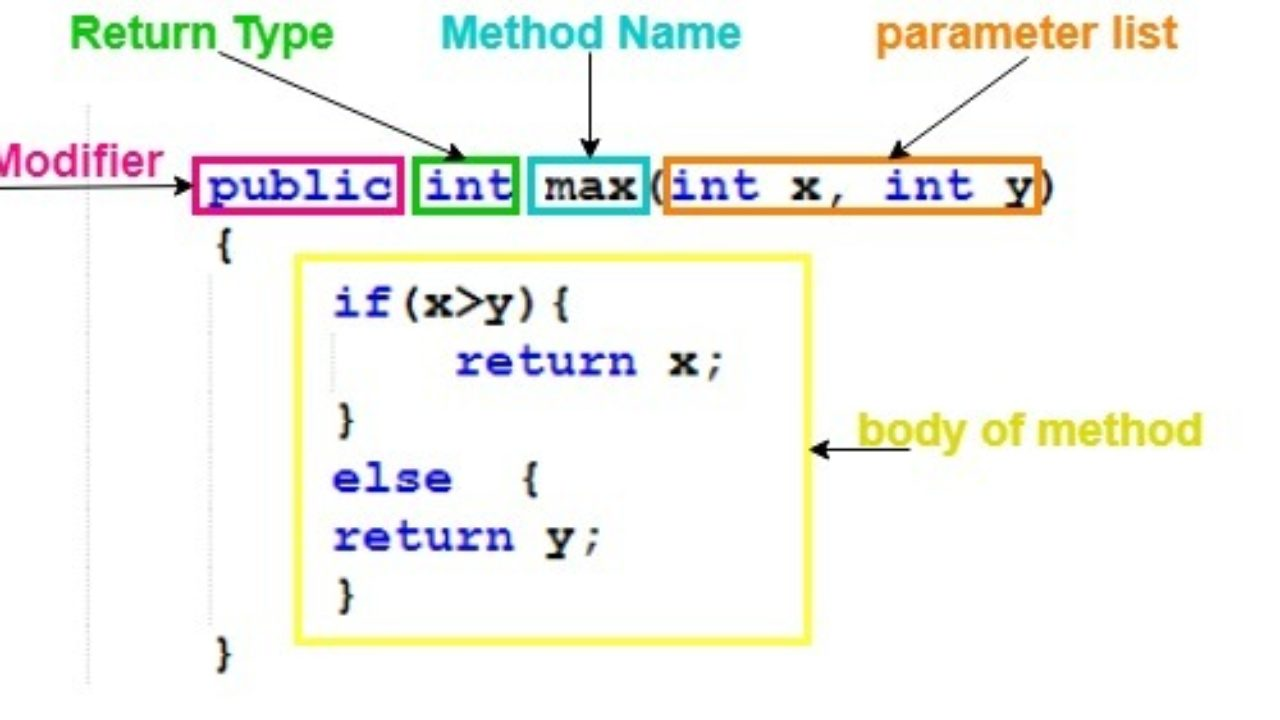 Return Type Method Name parameter list
Modifier
public int max(int x, int y)
{
if(x>y){
return x;
}
body of method
else {
return y;
}
}